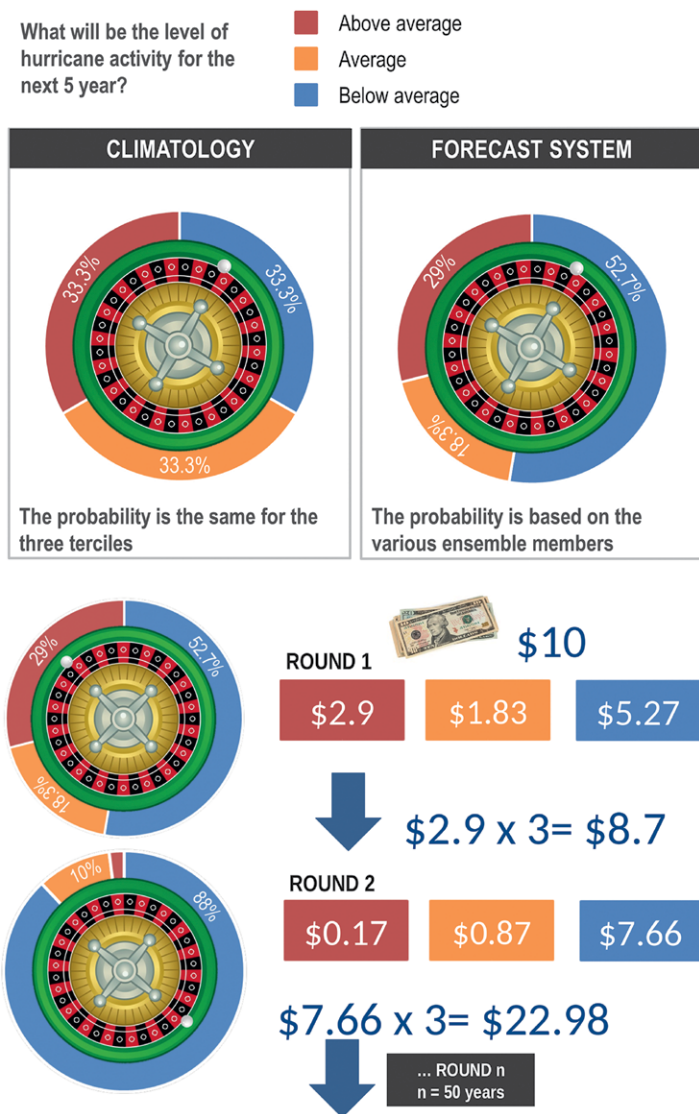 What will be the level of
hurricane activity for the
next 5 year?
Above average
Average
Below average
CLIMATOLOGY
33.3%
33.3%
33.3%
The probability is the same for the
three terciles
FORECAST SYSTEM
29%
52.7%
18.3%
The probability is based on the
various ensemble members
29%
52.7%
18.3%
$10
ROUND 1
$2.9
$1.83
$5.27
$2.9 x 3= $8.7
10%
88%
ROUND 2
$0.17
$0.87
$7.66
$7.66 x 3= $22.98
... ROUND n
n = 50 years